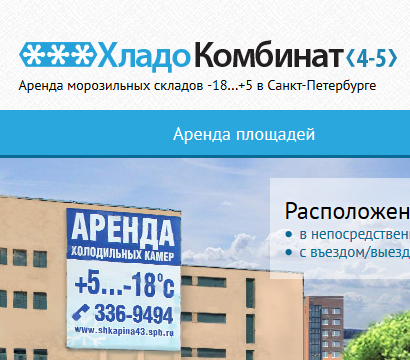 ХладоКомбинат ‹4-5›
Аренда морозильных складов -18...+5 в Санкт-Петербурге
Аренда площадей
АРЕНДА
ХОЛОДИЛЬНЫХ КАМЕР
+5...-18°с
336-9494
www.shkapina43.spb.ru
Расположен
• в непосредствен
• с въездом/выезд